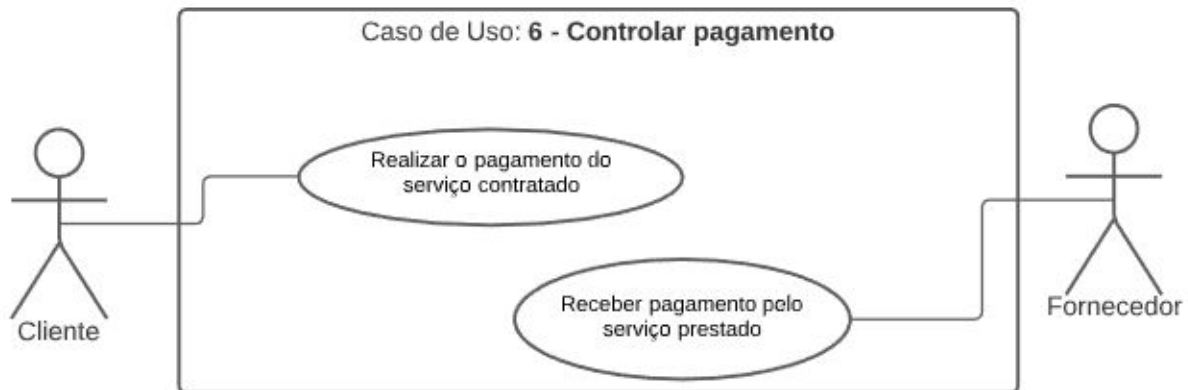 Caso de Uso: 6 - Controlar pagamento
Realizar o pagamento do
serviço contratado
Receber pagamento pelo
serviço prestado
Cliente
Fornecedor